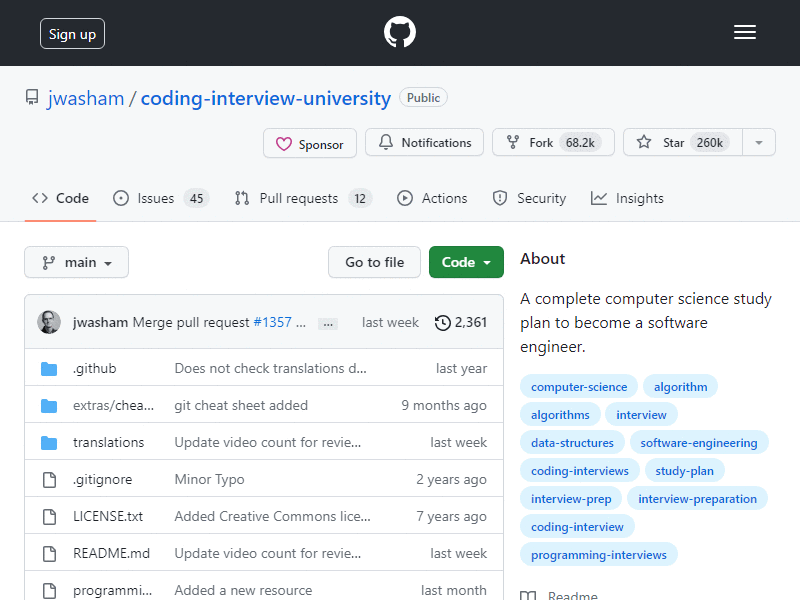 Sign up
jwasham / coding-interview-university Public
Sponsor Notifications Fork 68.2k Star 260k
Code Issues 45 Pull requests 12 Actions Security Insights
main Go to file Code
jwasham Merge pull request #1357 ... ... last week 2,361
.github Does not check translations d... last year
extras/chea... git cheat sheet added 9 months ago
translations Update video count for revie... last week
.gitignore Minor Typo 2 years ago
LICENSE.txt Added Creative Commons lice... 7 years ago
README.md Update video count for revie... last week
programmi... Added a new resource last month
About
A complete computer science study
plan to become a software
engineer.
computer-science algorithm
algorithms interview
data-structures software-engineering
coding-interviews study-plan
interview-prep interview-preparation
coding-interview
programming-interviews
Readme